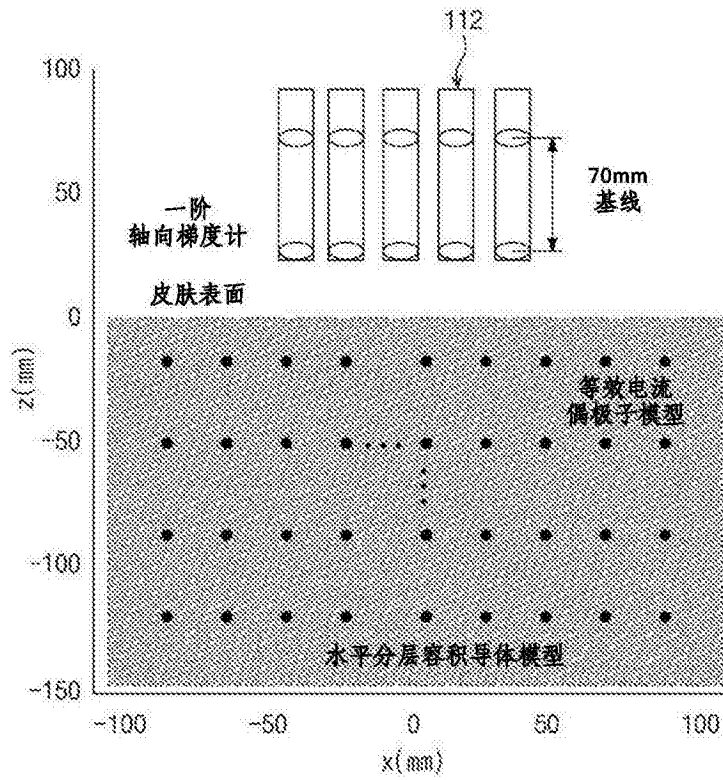 112
100
50
0
-50
-100
-150
z(mm)
70mm
基线
一阶
轴向梯度计
皮肤表面
等效电流
偶极子模型
水平分层容积导体模型
-100
-50
0
50
100
x(mm)